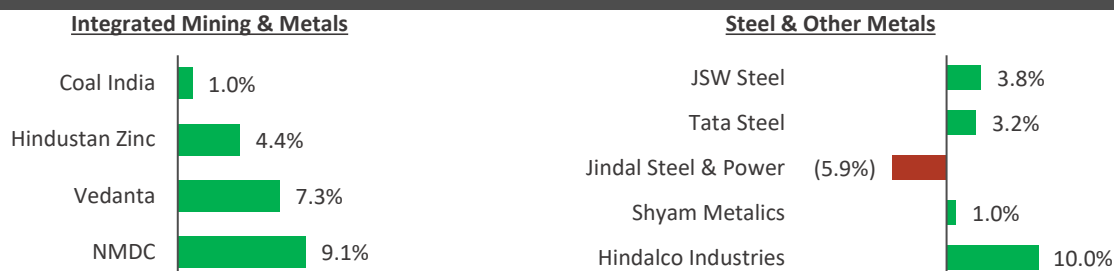 Integrated Mining & Metals
Coal India 1.0%
Hindustan Zinc 4.4%
Vedanta 7.3%
NMDC 9.1%
Steel & Other Metals
JSW Steel 3.8%
Tata Steel 3.2%
Jindal Steel & Power (5.9%)
Shyam Metalics 1.0%
Hindalco Industries 10.0%